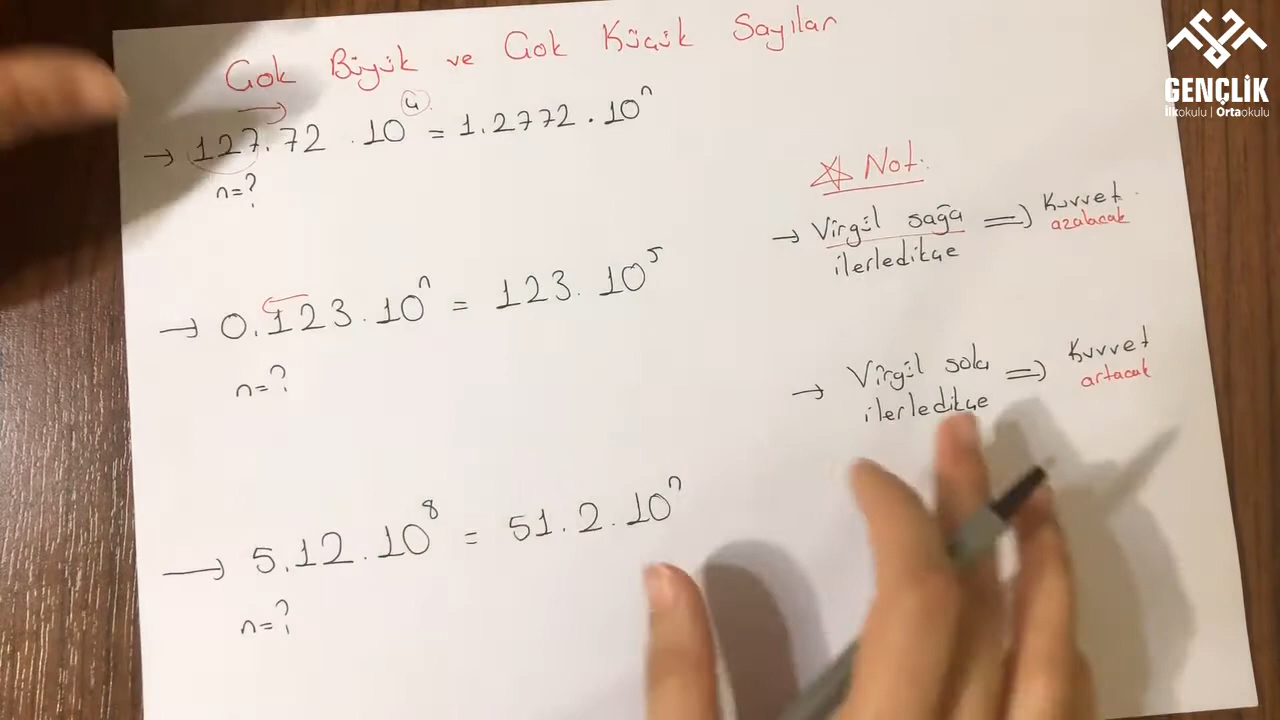 Çok Büyük ve Çok Küçük Sayılar
→ 127.72 . 10⁴ = 1.2772 . 10ⁿ
n=?
→ 0.123 . 10ⁿ = 123 . 10⁵
n=?
→ 5.12 . 10⁸ = 51.2 . 10ⁿ
n=?
Not:
→ Virgül sağa ⇒ Kuvvet
ilerledikçe azalacak
→ Virgül sola ⇒ Kuvvet
ilerledikçe artacak
GENÇLİK
İlkokulu | Ortaokulu